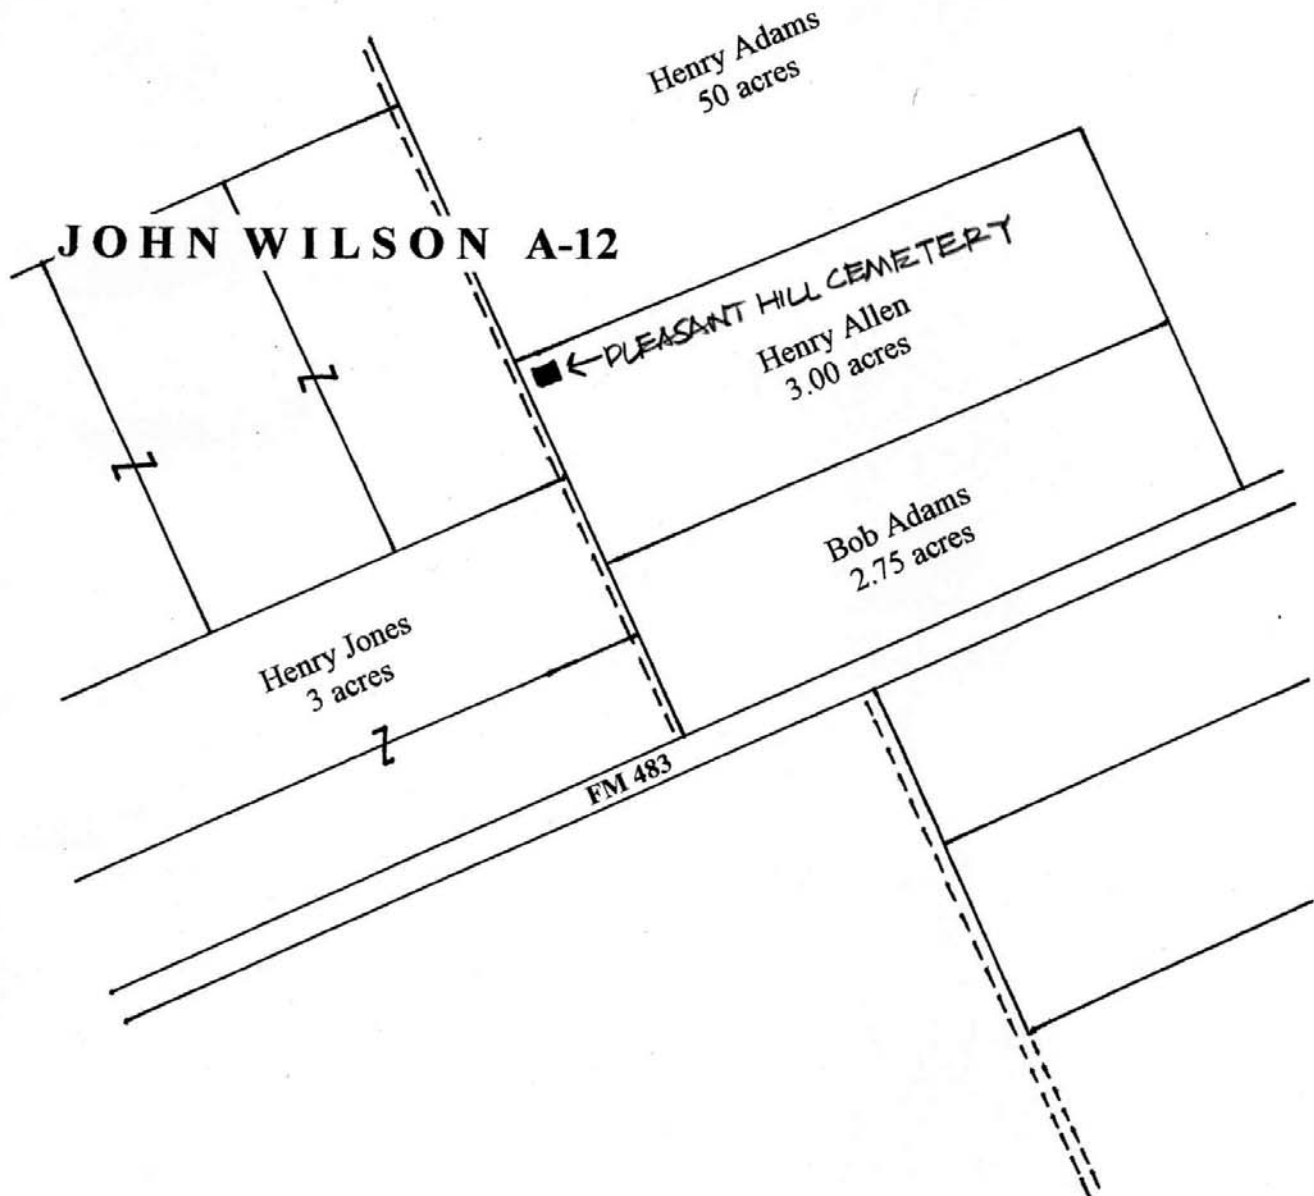 Henry Adams
50 acres
JOHN WILSON A-12
←PLEASANT HILL CEMETERY
Henry Allen
3.00 acres
Bob Adams
2.75 acres
Henry Jones
3 acres
FM 483